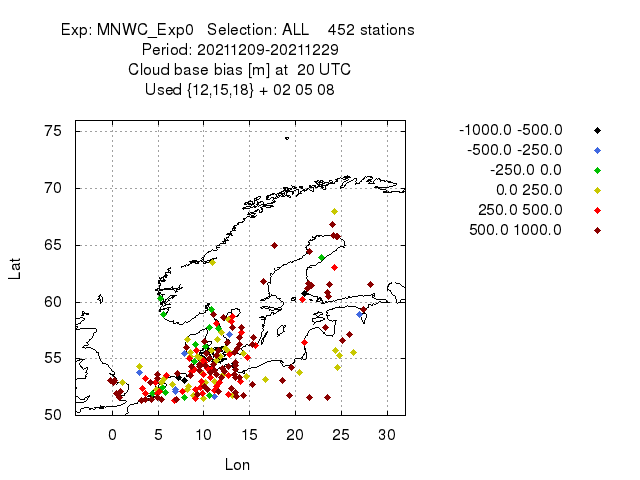 Exp: MNWC_Exp0 Selection: ALL 452 stations
Period: 20211209-20211229
Cloud base bias [m] at 20 UTC
Used {12,15,18} + 02 05 08
-1000.0 -500.0
-500.0 -250.0
-250.0 0.0
0.0 250.0
250.0 500.0
500.0 1000.0
75
70
65
60
55
50
Lat
0 5 10 15 20 25 30
Lon